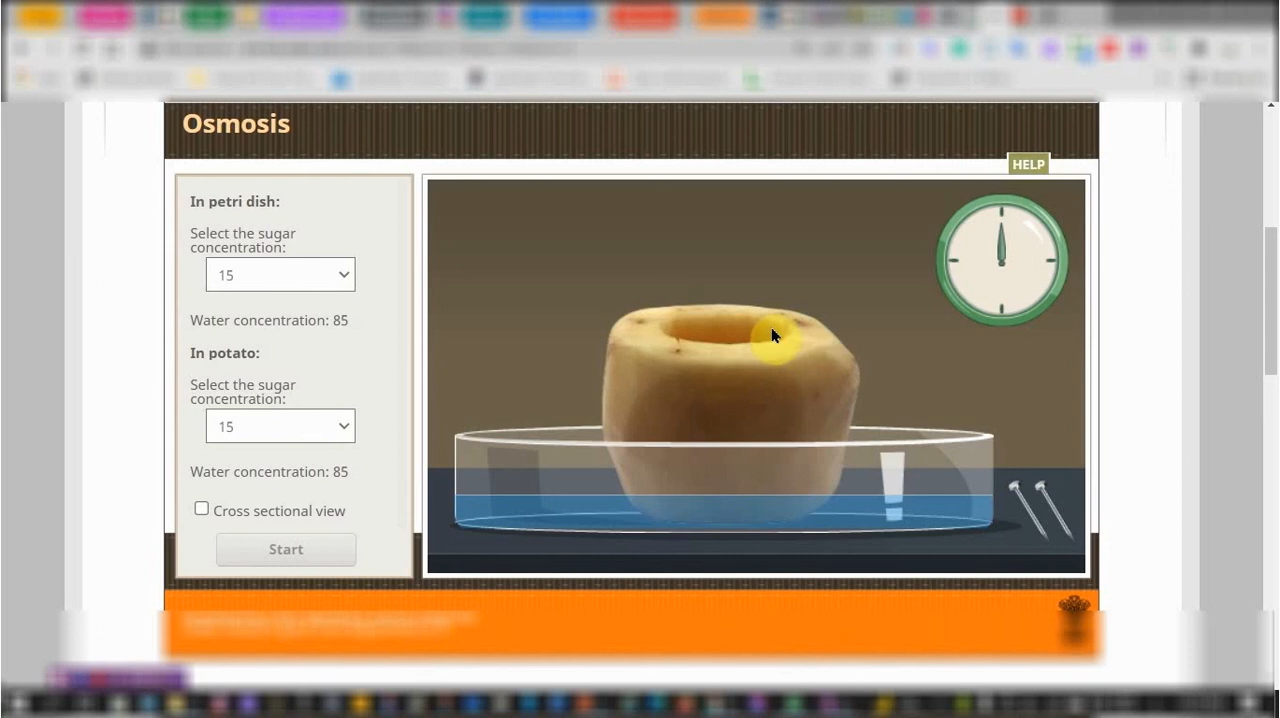 Osmosis
HELP
In petri dish:
Select the sugar
concentration:
15
Water concentration: 85
In potato:
Select the sugar
concentration:
15
Water concentration: 85
Cross sectional view
Start